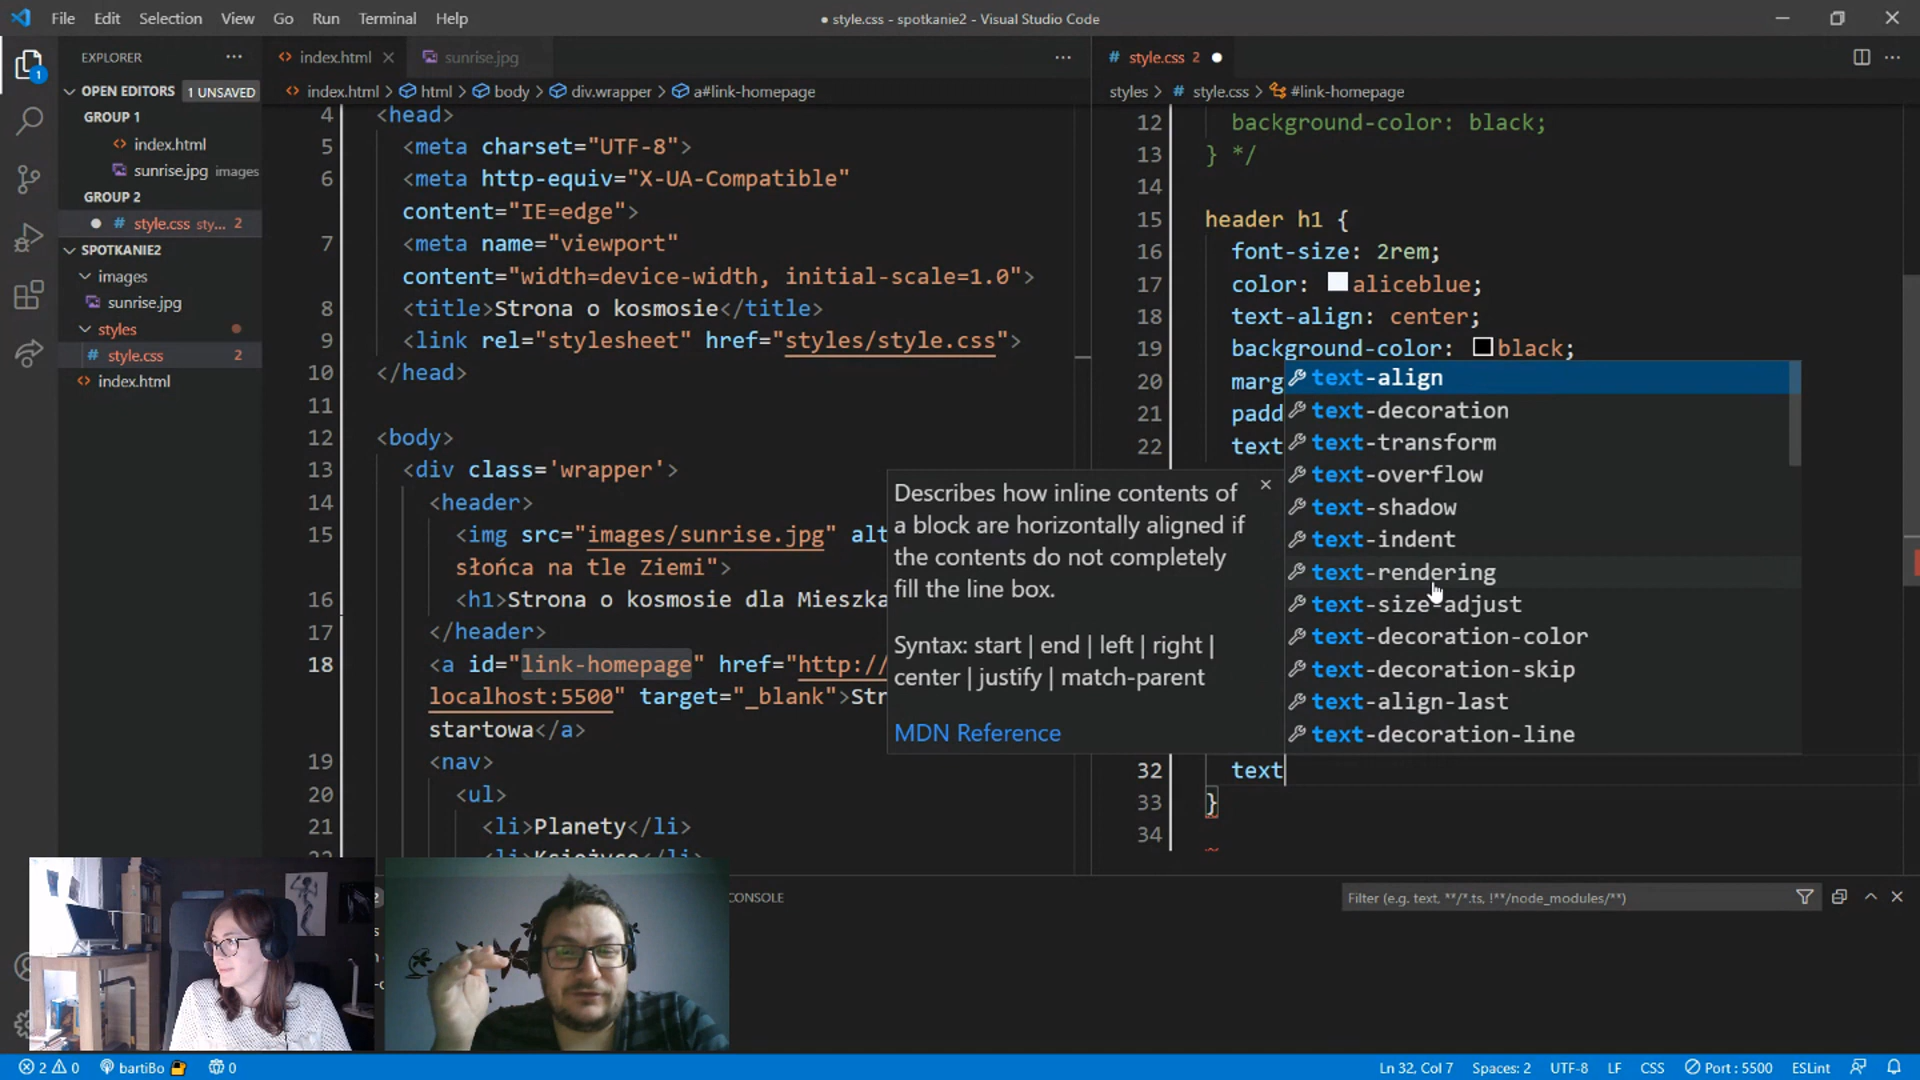 File Edit Selection View Go Run Terminal Help
● style.css - spotkanie2 - Visual Studio Code
EXPLORER
OPEN EDITORS 1 UNSAVED
GROUP 1
index.html
sunrise.jpg images
GROUP 2
# style.css sty... 2
SPOTKANIE2
images
sunrise.jpg
styles
# style.css 2
<> index.html
<> index.html
sunrise.jpg
<> index.html > html > body > div.wrapper > a#link-homepage
4 <head>
5 <meta charset="UTF-8">
6 <meta http-equiv="X-UA-Compatible"
content="IE=edge">
7 <meta name="viewport"
content="width=device-width, initial-scale=1.0">
8 <title>Strona o kosmosie</title>
9 <link rel="stylesheet" href="styles/style.css">
10 </head>
11
12 <body>
13 <div class='wrapper'>
14 <header>
15 <img src="images/sunrise.jpg" alt
słońca na tle Ziemi">
16 <h1>Strona o kosmosie dla Mieszka
17 </header>
18 <a id="link-homepage" href="http://
localhost:5500" target="_blank">Str
startowa</a>
19 <nav>
20 <ul>
21 <li>Planety</li>
<li>Księżyce</li>
# style.css 2 ●
styles > # style.css > #link-homepage
12 background-color: black;
13 } */
14
15 header h1 {
16 font-size: 2rem;
17 color: aliceblue;
18 text-align: center;
19 background-color: black;
20 marg
21 padd
22 text
text-align
text-decoration
text-transform
text-overflow
text-shadow
text-indent
text-rendering
text-size-adjust
text-decoration-color
text-decoration-skip
text-align-last
text-decoration-line
Describes how inline contents of
a block are horizontally aligned if
the contents do not completely
fill the line box.
Syntax: start | end | left | right |
center | justify | match-parent
MDN Reference
32 text
33 }
34
CONSOLE
Filter (e.g. text, **/*.ts, !**/node_modules/**)
2 0 bartiBo 0
Ln 32, Col 7 Spaces: 2 UTF-8 LF CSS Port : 5500 ESLint